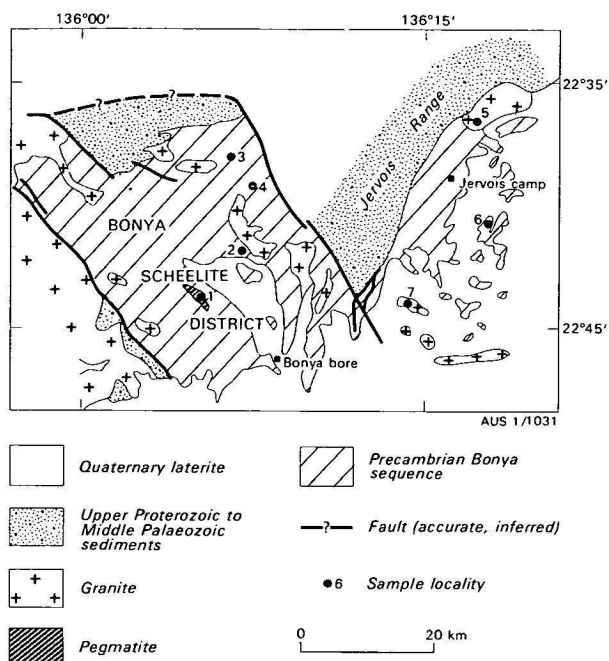 136°00'
136°15'
22°35'
Jervois Range
5
3
Jervois camp
4
BONYA
6
2
SCHEELITE
1
7
DISTRICT
22°45'
Bonya bore
AUS 1/1031
Quaternary laterite
Precambrian Bonya
sequence
Upper Proterozoic to
Middle Palaeozoic
sediments
?
Fault (accurate, inferred)
Granite
6
Sample locality
Pegmatite
0
20 km
?
?